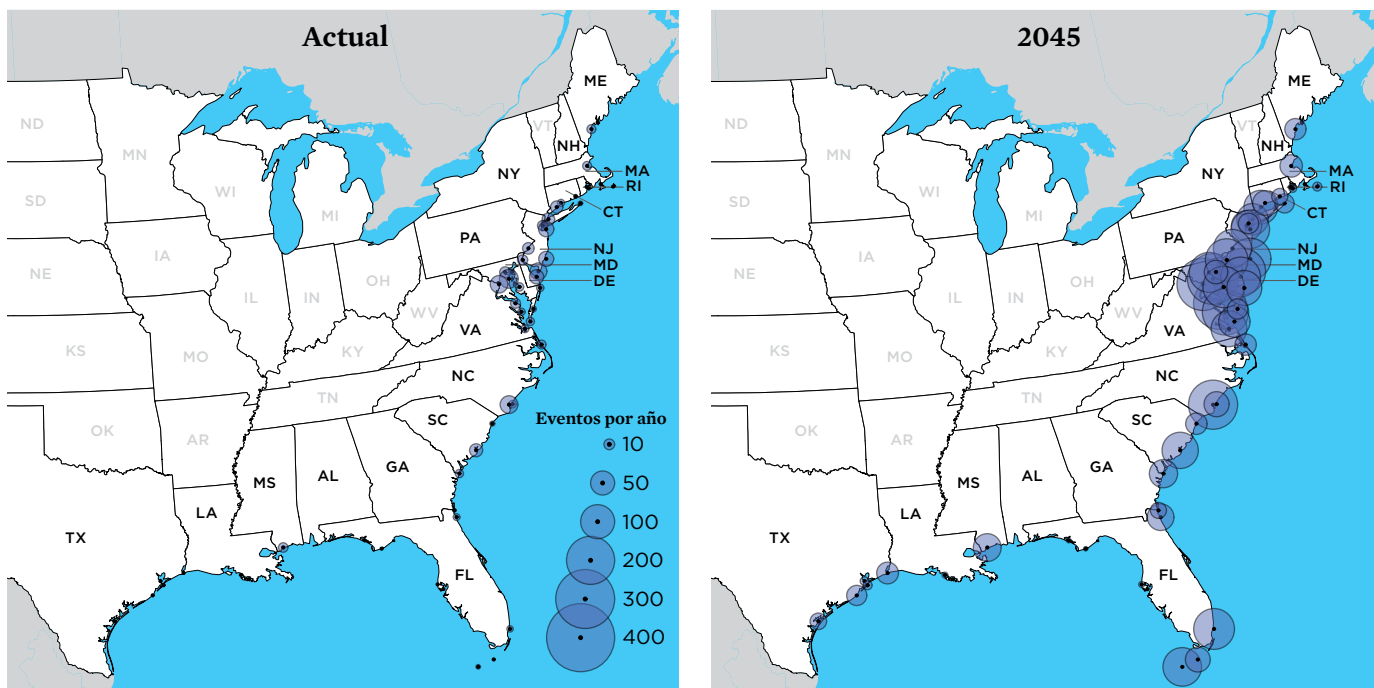 Actual
ME
ND
VT
MN
NH
MA
NY
WI
RI
SD
MI
CT
PA
IA
NJ
NE
OH
MD
IL
IN
DE
WV
VA
KS
MO
KY
NC
TN
SC
Eventos por año
OK
AR
10
GA
50
MS
AL
LA
100
TX
200
FL
300
400
2045
ME
ND
VT
MN
NH
MA
NY
WI
RI
SD
MI
CT
PA
IA
NJ
NE
OH
MD
IL
IN
DE
WV
VA
KS
MO
KY
NC
TN
SC
OK
AR
GA
MS
AL
LA
TX
FL